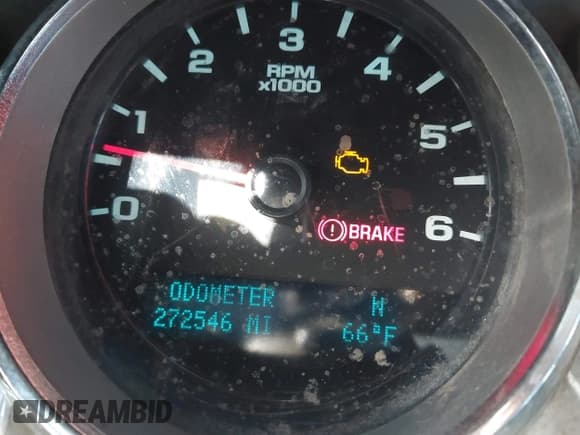 3
2
4
RPM
x1000
1
5
0
6
BRAKE
ODOMETER W
272546 MI 66°F
DREAMBID